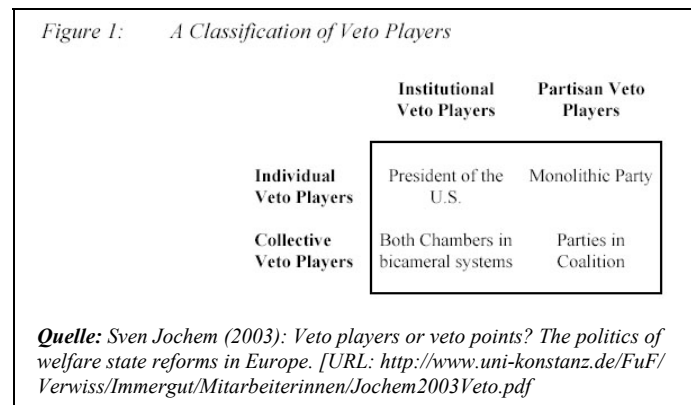 Figure 1: A Classification of Veto Players
Institutional Veto Players
Partisan Veto Players
Individual Veto Players
President of the U.S.
Monolithic Party
Collective Veto Players
Both Chambers in bicameral systems
Parties in Coalition
Quelle: Sven Jochem (2003): Veto players or veto points? The politics of
welfare state reforms in Europe. [URL: http://www.uni-konstanz.de/FuF/
Verwiss/Immergut/Mitarbeiterinnen/Jochem2003Veto.pdf